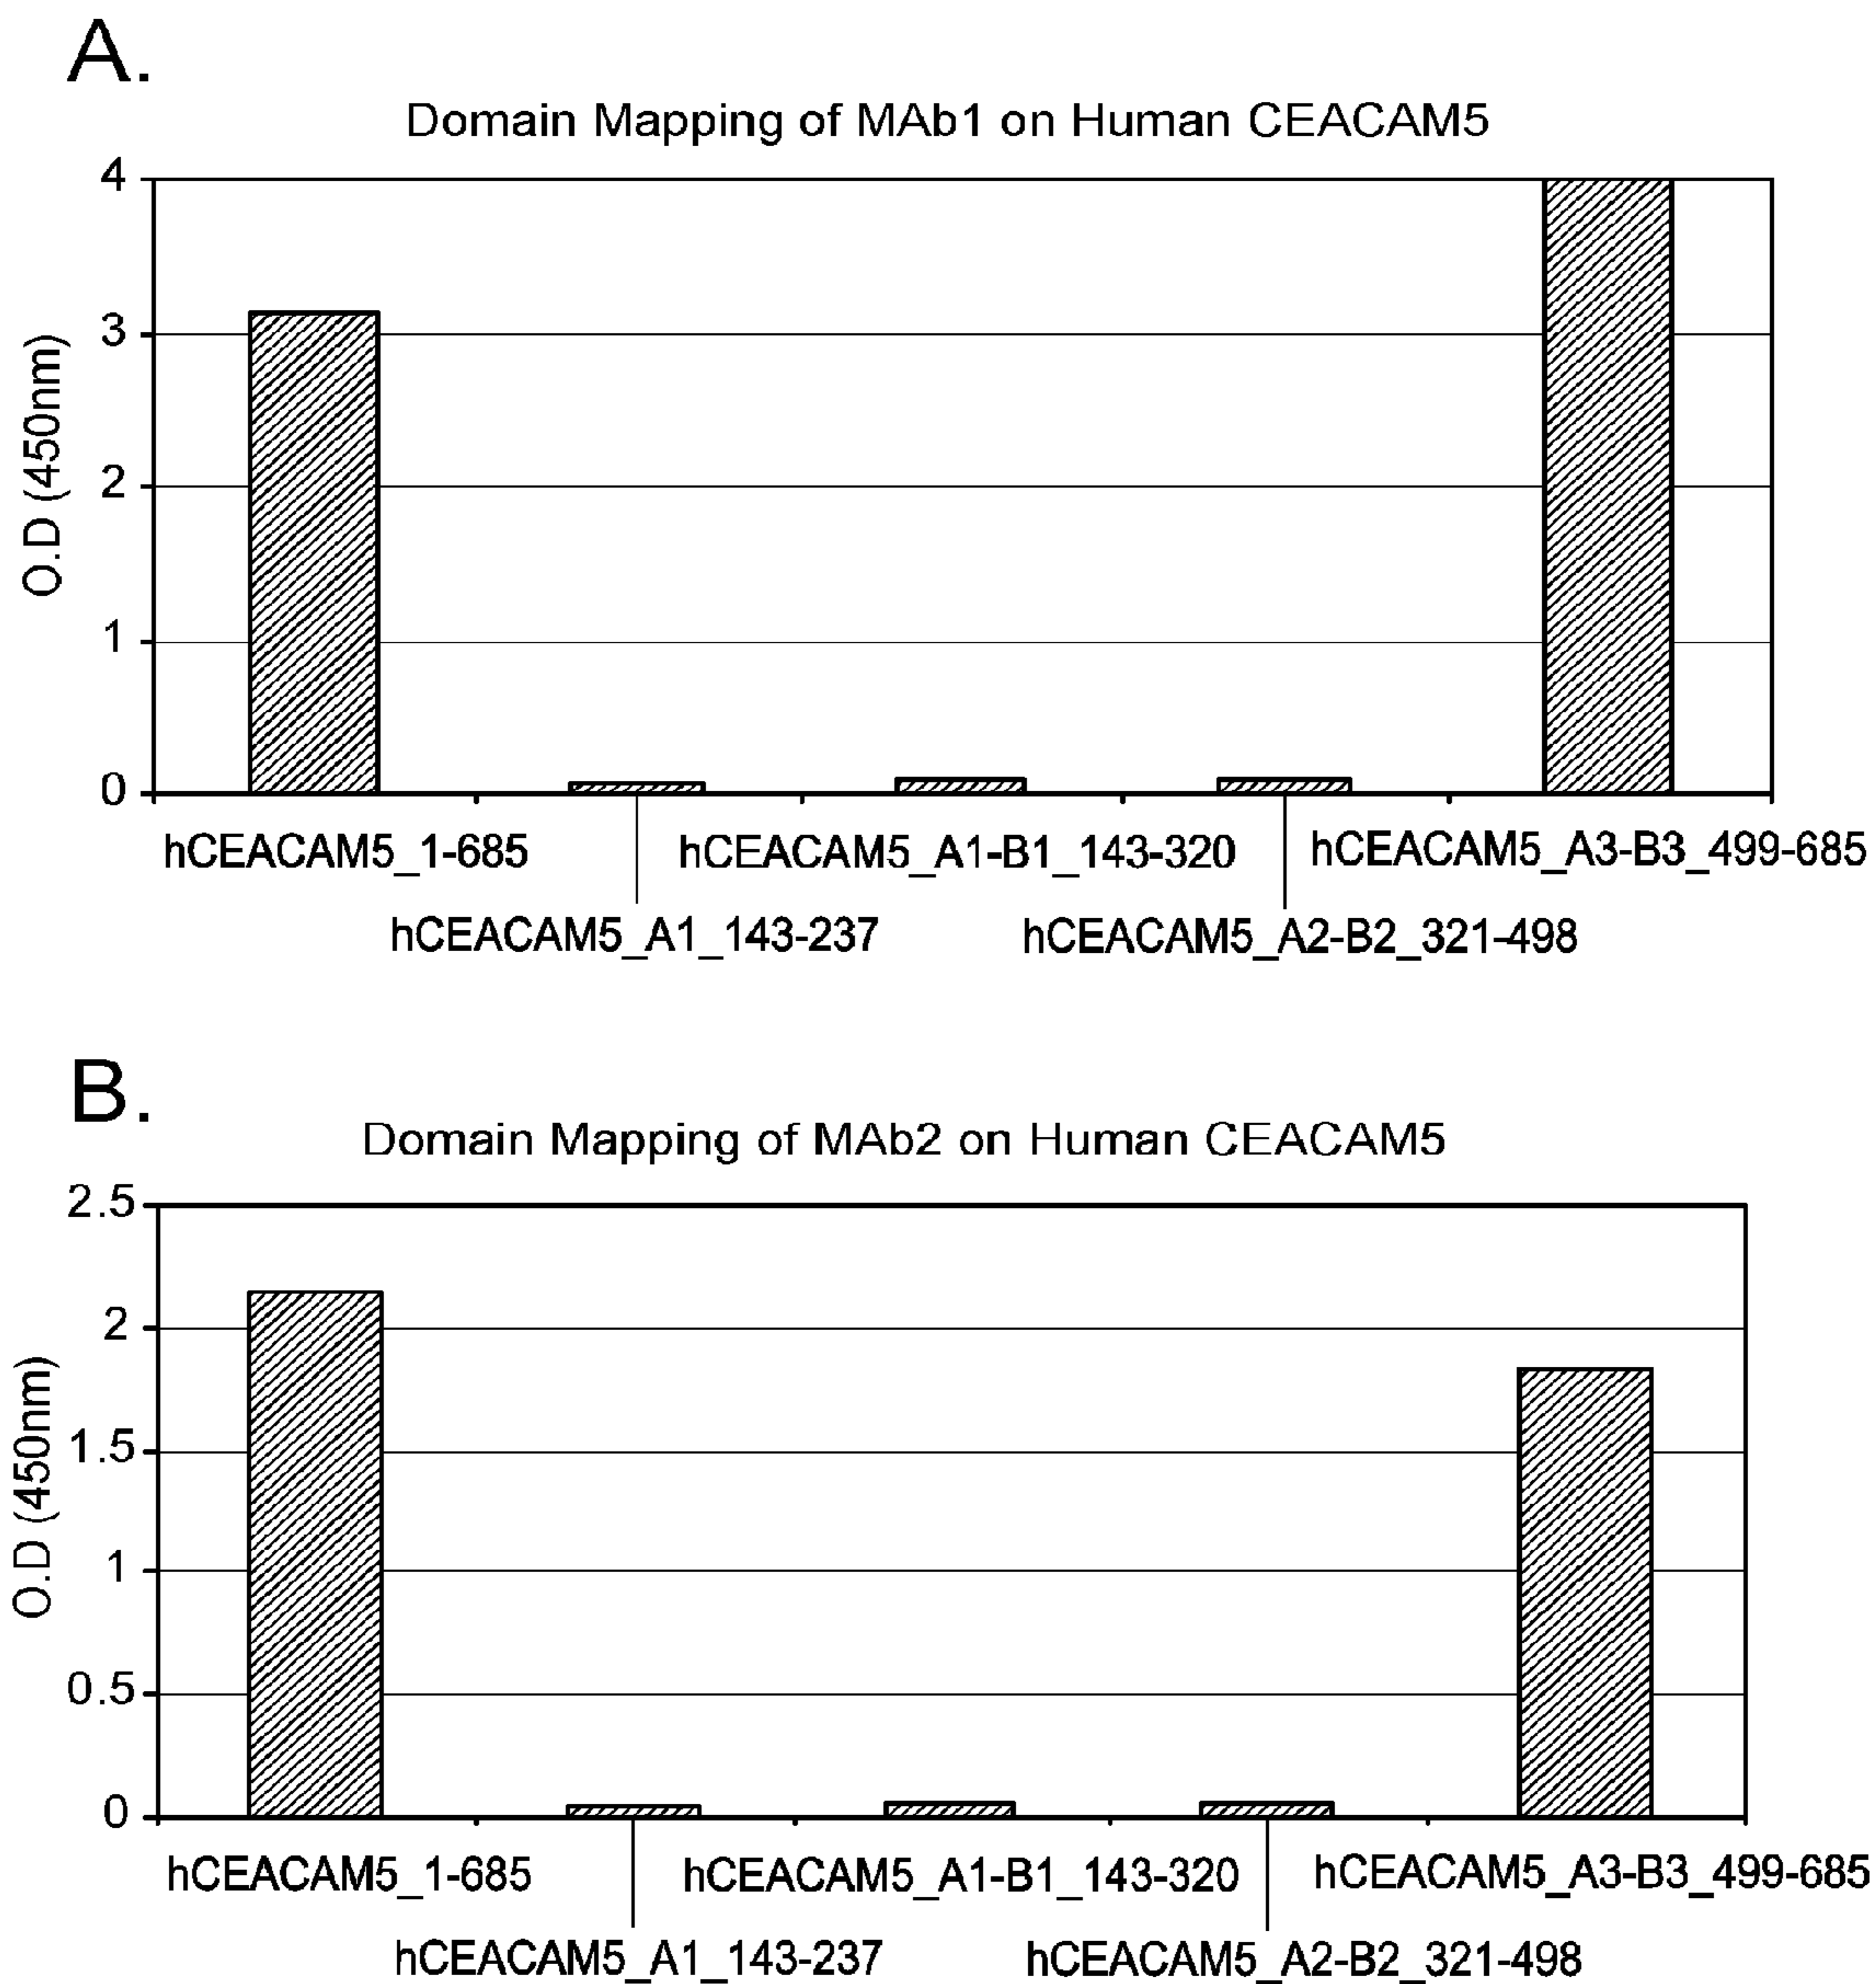 A.
Domain Mapping of MAb1 on Human CEACAM5
4
3
2
1
0
O.D (450nm)
hCEACAM5_1-685
hCEACAM5_A1-B1_143-320
hCEACAM5_A3-B3_499-685
hCEACAM5_A1_143-237
hCEACAM5_A2-B2_321-498
B.
Domain Mapping of MAb2 on Human CEACAM5
2.5
2
1.5
1
0.5
0
O.D (450nm)
hCEACAM5_1-685
hCEACAM5_A1-B1_143-320
hCEACAM5_A3-B3_499-685
hCEACAM5_A1_143-237
hCEACAM5_A2-B2_321-498